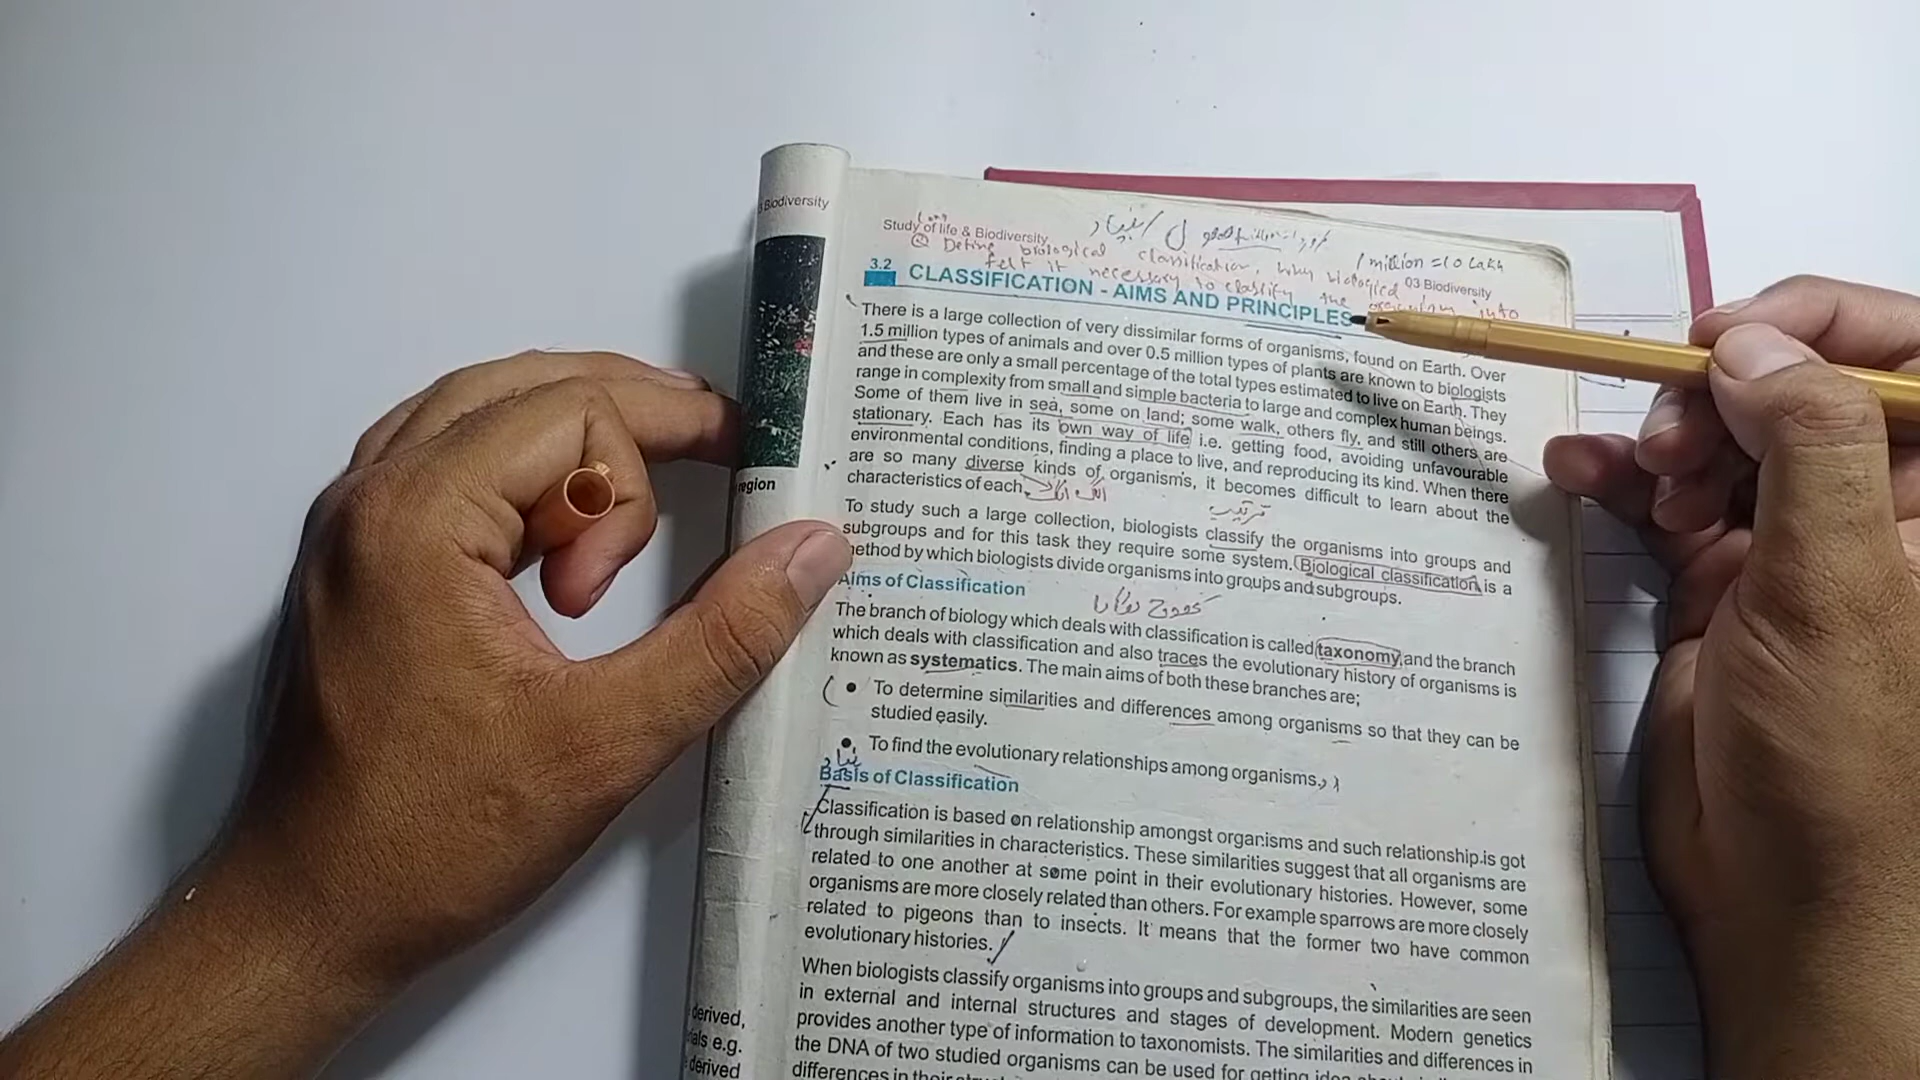 3 Biodiversity
region
derived,
ials e.g.
derived
Study of life & Biodiversity
Long
1 million = 10 Lakh
Q Define biological classification, why
felt it necessary to classify the into
03 Biodiversity
3.2
CLASSIFICATION - AIMS AND PRINCIPLES
There is a large collection of very dissimilar forms of organisms, found on Earth. Over
1.5 million types of animals and over 0.5 million types of plants are known to biologists
and these are only a small percentage of the total types estimated to live on Earth. They
range in complexity from small and simple bacteria to large and complex human beings.
Some of them live in sea, some on land; some walk, others fly, and still others are
stationary. Each has its own way of life i.e. getting food, avoiding unfavourable
environmental conditions, finding a place to live, and reproducing its kind. When there
are so many diverse kinds of organisms, it becomes difficult to learn about the
characteristics of each.
الگ الگ
ترتیب
To study such a large collection, biologists classify the organisms into groups and
subgroups and for this task they require some system. Biological classification is a
method by which biologists divide organisms into groups and subgroups.
Aims of Classification
The branch of biology which deals with classification is called taxonomy and the branch
which deals with classification and also traces the evolutionary history of organisms is
known as systematics. The main aims of both these branches are;
• To determine similarities and differences among organisms so that they can be
studied easily.
• To find the evolutionary relationships among organisms.
بنیاد
Basis of Classification
Classification is based on relationship amongst organisms and such relationship is got
through similarities in characteristics. These similarities suggest that all organisms are
related to one another at some point in their evolutionary histories. However, some
organisms are more closely related than others. For example sparrows are more closely
related to pigeons than to insects. It means that the former two have common
evolutionary histories.
When biologists classify organisms into groups and subgroups, the similarities are seen
in external and internal structures and stages of development. Modern genetics
provides another type of information to taxonomists. The similarities and differences in
the DNA of two studied organisms can be used for getting idea
differences in their